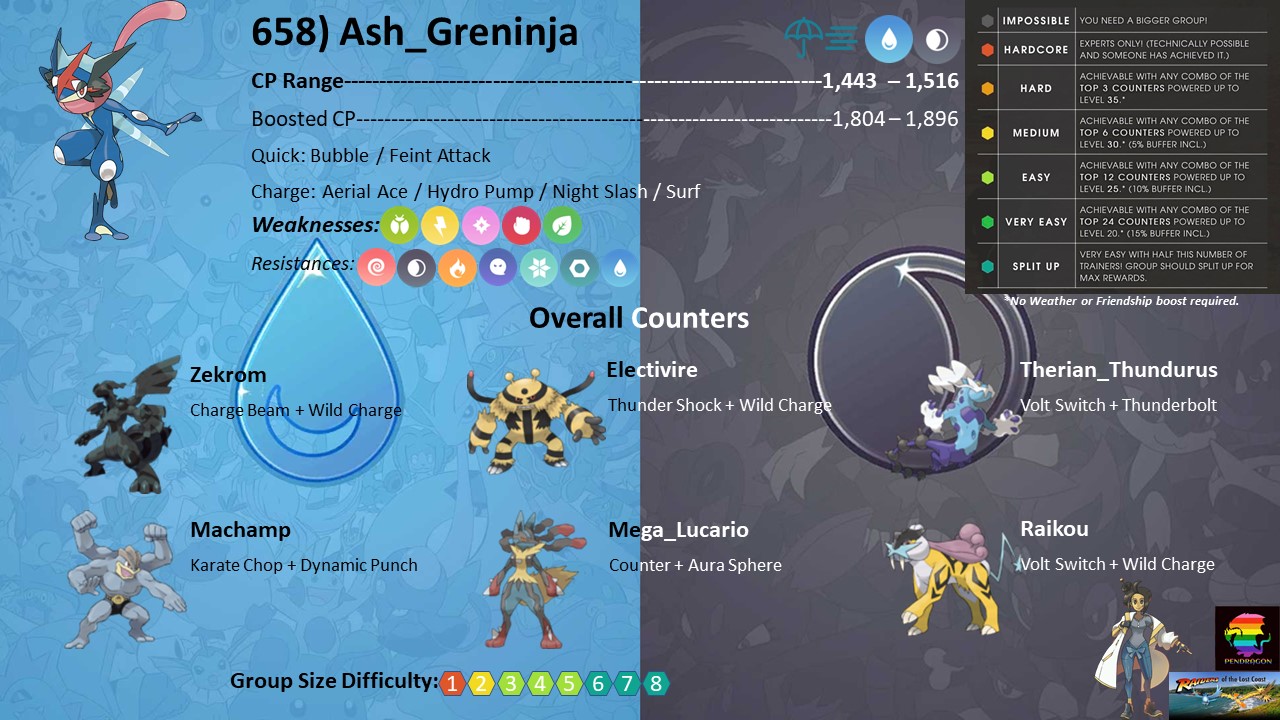 658) Ash_Greninja
CP Range 1,443 – 1,516
Boosted CP 1,804 – 1,896
Quick: Bubble / Feint Attack
Charge: Aerial Ace / Hydro Pump / Night Slash / Surf
Weaknesses:
Resistances:
IMPOSSIBLE YOU NEED A BIGGER GROUP!
HARDCORE EXPERTS ONLY! (TECHNICALLY POSSIBLE
AND SOMEONE HAS ACHIEVED IT.)
HARD ACHIEVABLE WITH ANY COMBO OF THE
TOP 3 COUNTERS POWERED UP TO
LEVEL 35.*
MEDIUM ACHIEVABLE WITH ANY COMBO OF THE
TOP 6 COUNTERS POWERED UP TO
LEVEL 30.* (5% BUFFER INCL.)
EASY ACHIEVABLE WITH ANY COMBO OF THE
TOP 12 COUNTERS POWERED UP TO
LEVEL 25.* (10% BUFFER INCL.)
VERY EASY ACHIEVABLE WITH ANY COMBO OF THE
TOP 24 COUNTERS POWERED UP TO
LEVEL 20.* (15% BUFFER INCL.)
SPLIT UP VERY EASY WITH HALF THIS NUMBER OF
TRAINERS! GROUP SHOULD SPLIT UP FOR
MAX REWARDS.
*No Weather or Friendship boost required.
Overall Counters
Zekrom
Charge Beam + Wild Charge
Electivire
Thunder Shock + Wild Charge
Therian_Thundurus
Volt Switch + Thunderbolt
Machamp
Karate Chop + Dynamic Punch
Mega_Lucario
Counter + Aura Sphere
Raikou
Volt Switch + Wild Charge
Group Size Difficulty: 1 2 3 4 5 6 7 8
PENDRAGON
RAIDERS of the Lost Coast